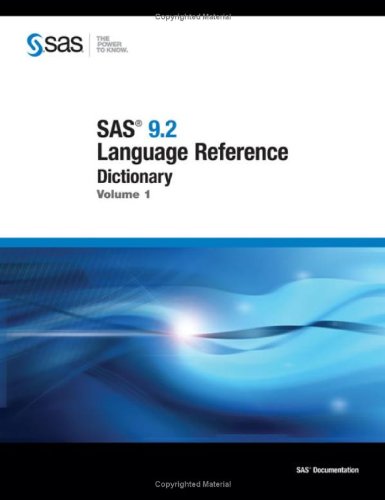 Copyrighted Material
sas
THE
POWER
TO KNOW.
SAS® 9.2
Language Reference
Dictionary
Volume 1
SAS® Documentation
Copyrighted Material